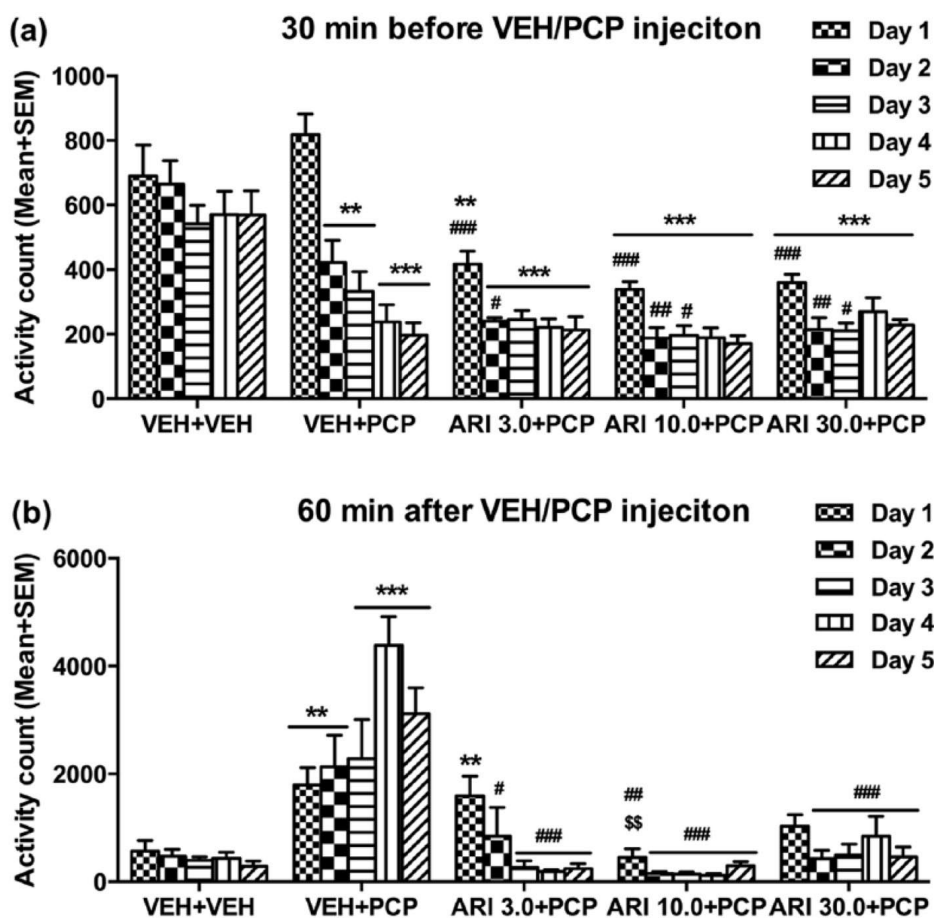 (a) 30 min before VEH/PCP injeciton
Day 1
Day 2
Day 3
Day 4
Day 5
Activity count (Mean+SEM)
1000
800
600
400
200
0
**
***
**
###
#
***
***
###
##
#
***
###
##
#
VEH+VEH VEH+PCP ARI 3.0+PCP ARI 10.0+PCP ARI 30.0+PCP
(b) 60 min after VEH/PCP injeciton
Day 1
Day 2
Day 3
Day 4
Day 5
Activity count (Mean+SEM)
6000
4000
2000
0
**
***
**
#
###
##
$$
###
###
VEH+VEH VEH+PCP ARI 3.0+PCP ARI 10.0+PCP ARI 30.0+PCP